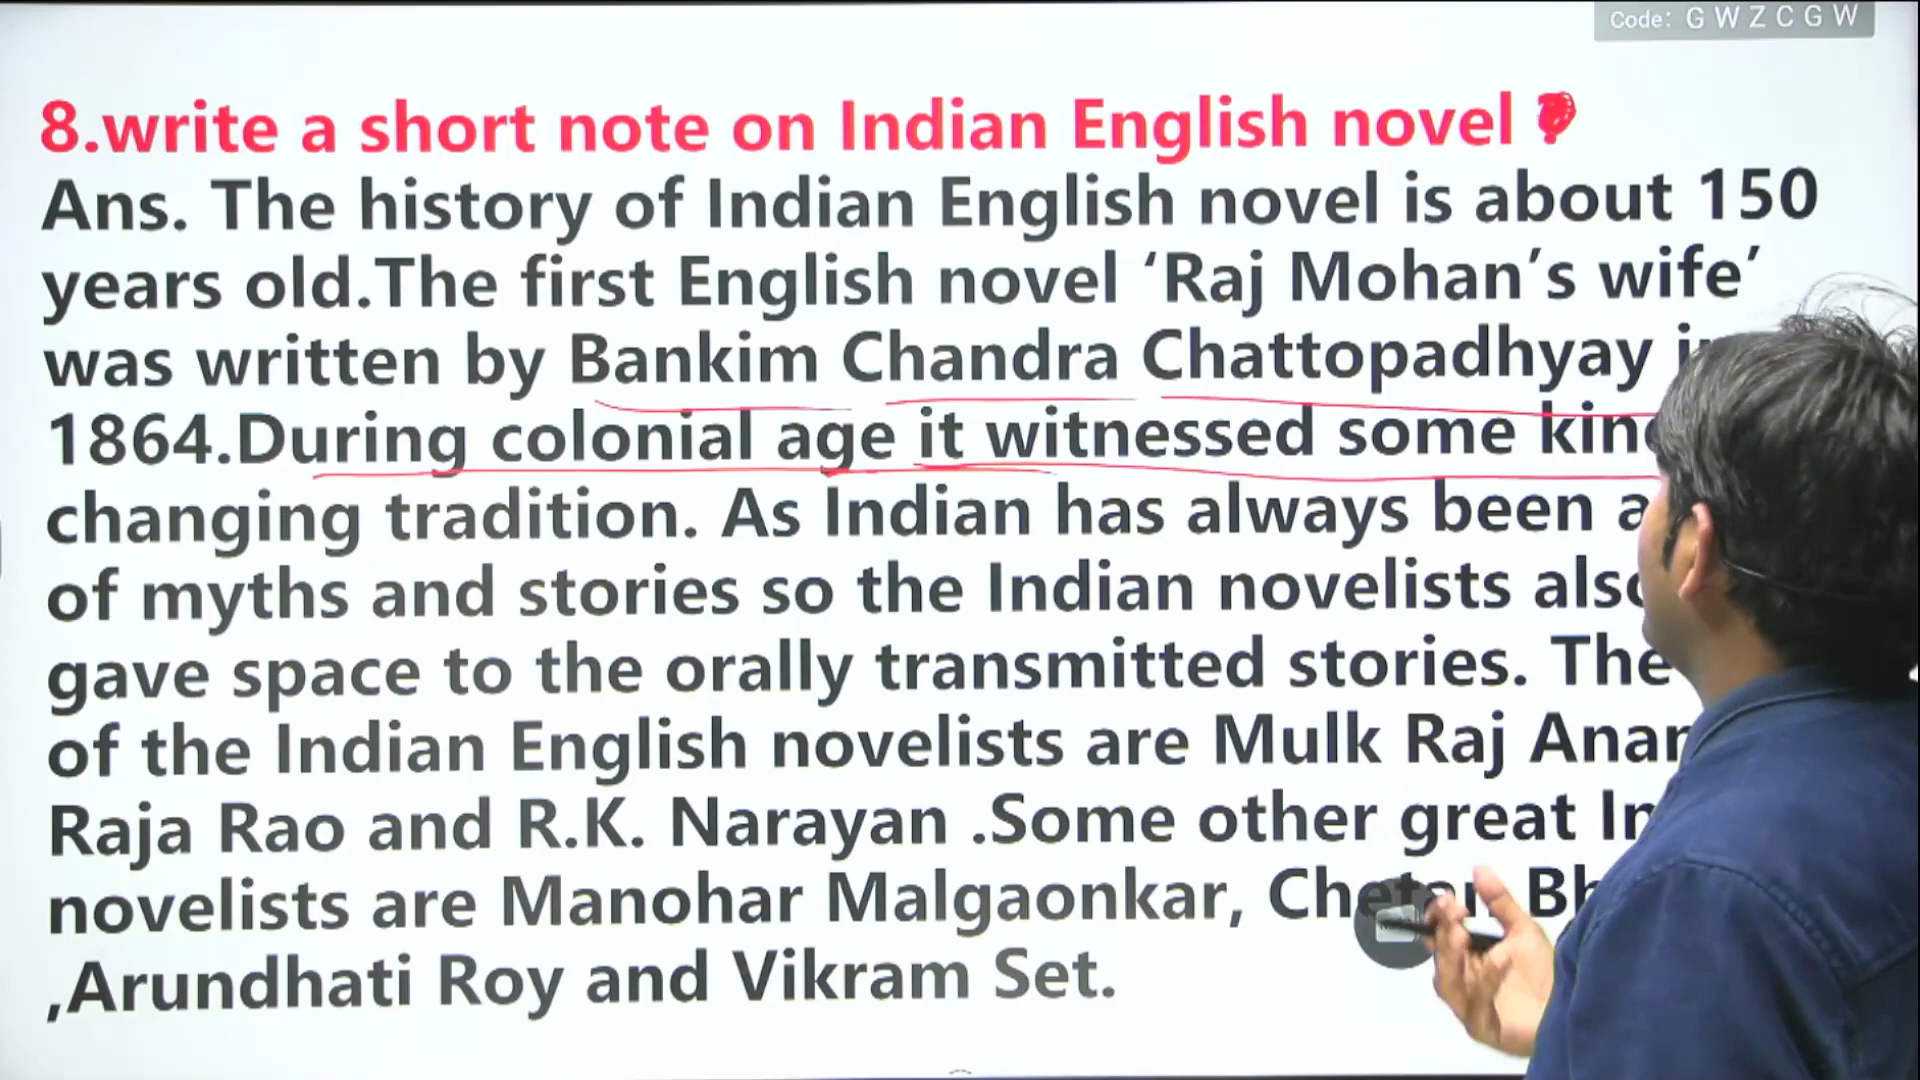 Code: G W Z C G W
8.write a short note on Indian English novel
Ans. The history of Indian English novel is about 150
years old.The first English novel ‘Raj Mohan’s wife’
was written by Bankim Chandra Chattopadhyay
1864.During colonial age it witnessed some
changing tradition. As Indian has always been
of myths and stories so the Indian novelists
gave space to the orally transmitted stories. The
of the Indian English novelists are Mulk Raj
Raja Rao and R.K. Narayan .Some other great
novelists are Manohar Malgaonkar,
,Arundhati Roy and Vikram Set.